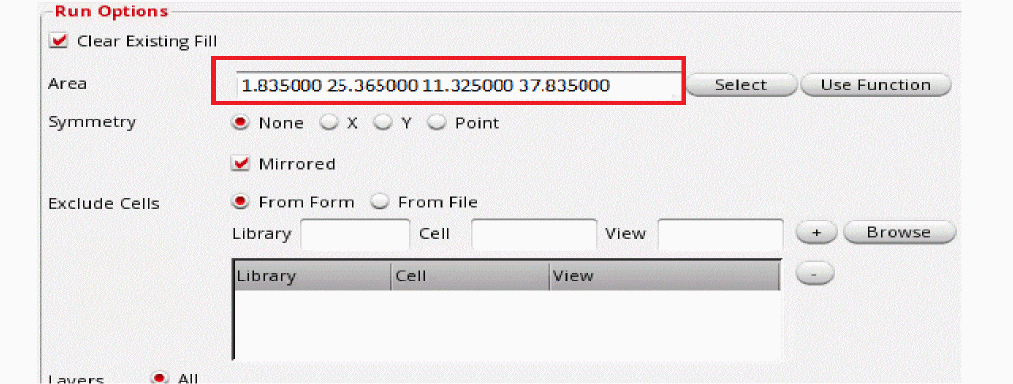 Run Options
Clear Existing Fill
Area 1.835000 25.365000 11.325000 37.835000 Select Use Function
Symmetry None X Y Point
Mirrored
Exclude Cells From Form From File
Library Cell View + Browse
Library Cell View -
Layers All